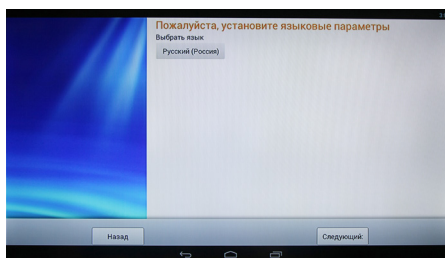 Пожалуйста, установите языковые параметры
Выбрать язык
Русский (Россия)
Назад
Следующий: